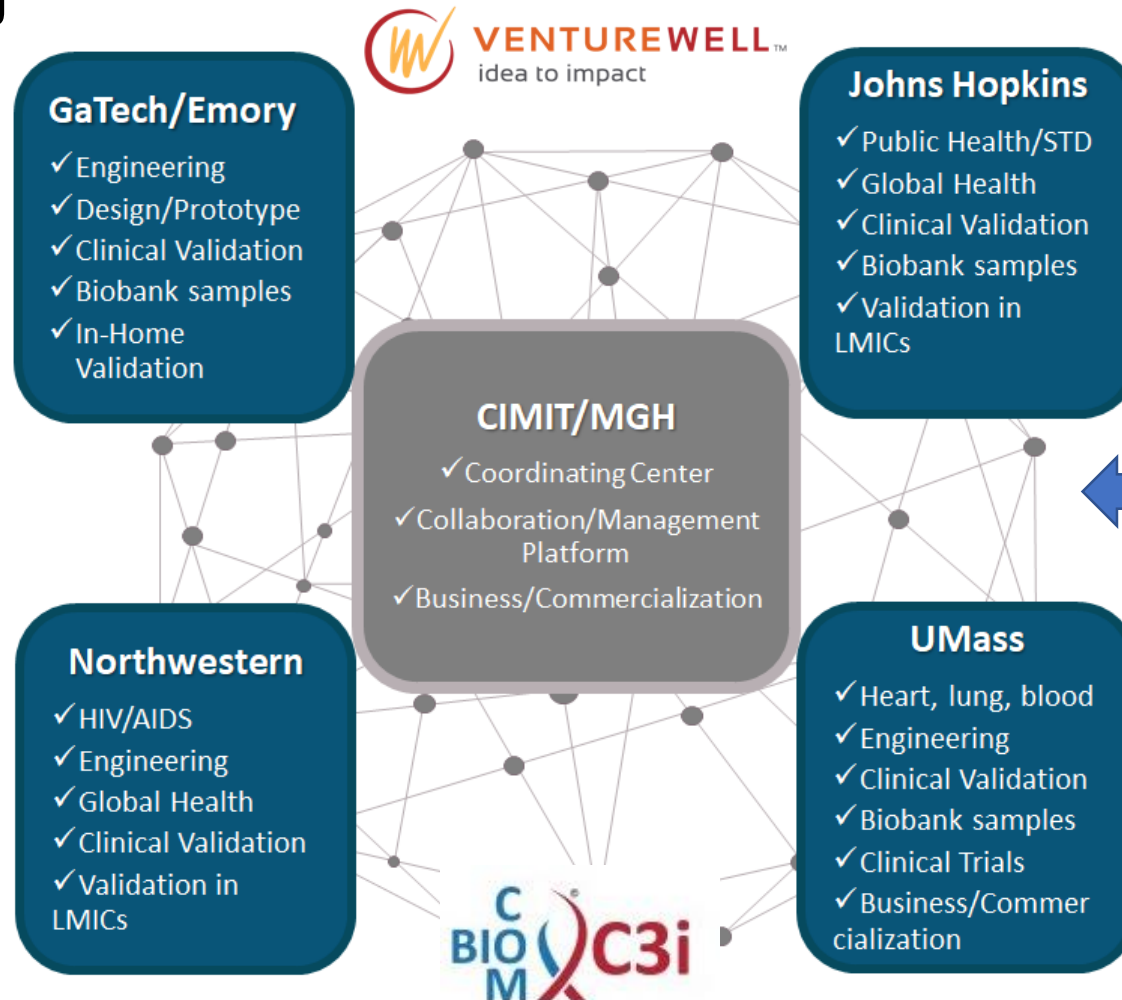 VENTUREWELL™
idea to impact
GaTech/Emory
✓Engineering
✓Design/Prototype
✓Clinical Validation
✓Biobank samples
✓In-Home
Validation
Johns Hopkins
✓Public Health/STD
✓Global Health
✓Clinical Validation
✓Biobank samples
✓Validation in
LMICs
CIMIT/MGH
✓Coordinating Center
✓Collaboration/Management
Platform
✓Business/Commercialization
Northwestern
✓HIV/AIDS
✓Engineering
✓Global Health
✓Clinical Validation
✓Validation in
LMICs
UMass
✓Heart, lung, blood
✓Engineering
✓Clinical Validation
✓Biobank samples
✓Clinical Trials
✓Business/Commer
cialization
C
BIO C3i
M